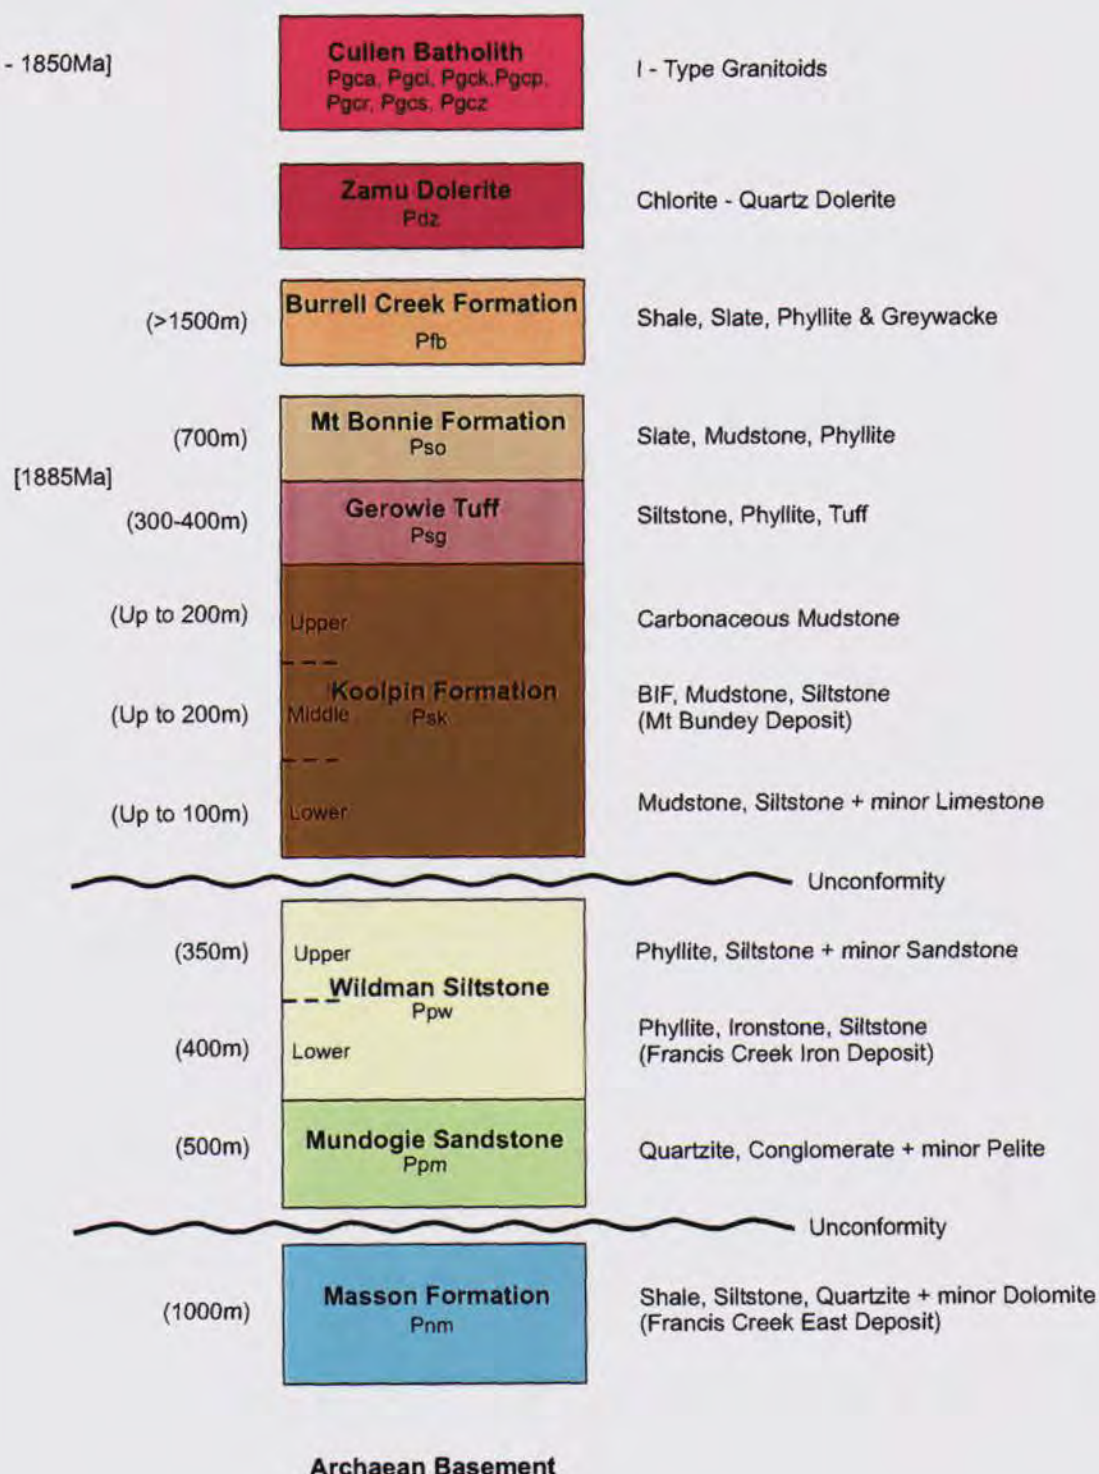 - 1850Ma]
Cullen Batholith
Pgca, Pgci, Pgck,Pgcp,
Pgcr, Pgcs, Pgcz
I - Type Granitoids
Zamu Dolerite
Pdz
Chlorite - Quartz Dolerite
(>1500m)
Burrell Creek Formation
Pfb
Shale, Slate, Phyllite & Greywacke
(700m)
Mt Bonnie Formation
Pso
Slate, Mudstone, Phyllite
[1885Ma]
(300-400m)
Gerowie Tuff
Psg
Siltstone, Phyllite, Tuff
(Up to 200m)
Upper
Carbonaceous Mudstone
Koolpin Formation
Psk
(Up to 200m)
Middle
BIF, Mudstone, Siltstone
(Mt Bundey Deposit)
(Up to 100m)
Lower
Mudstone, Siltstone + minor Limestone
Unconformity
(350m)
Upper
Phyllite, Siltstone + minor Sandstone
Wildman Siltstone
Ppw
(400m)
Lower
Phyllite, Ironstone, Siltstone
(Francis Creek Iron Deposit)
(500m)
Mundogie Sandstone
Ppm
Quartzite, Conglomerate + minor Pelite
Unconformity
(1000m)
Masson Formation
Pnm
Shale, Siltstone, Quartzite + minor Dolomite
(Francis Creek East Deposit)
Archaean Basement